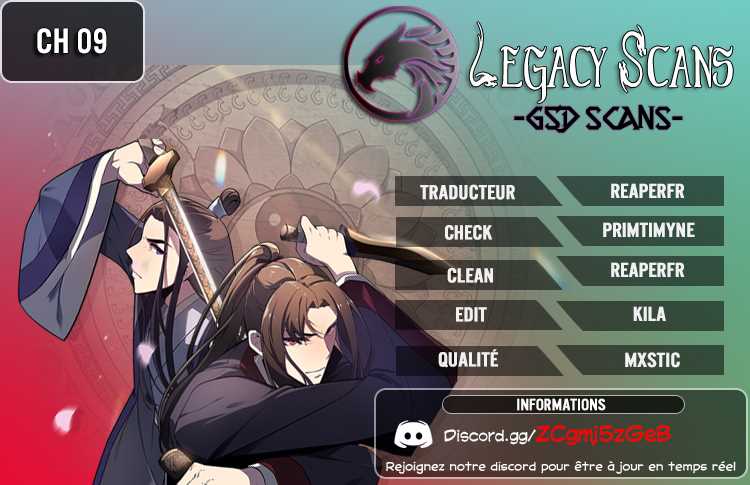 CH 09
LEGACY SCANS
-GSD SCANS-
TRADUCTEUR REAPERFR
CHECK PRIMTIMYNE
CLEAN REAPERFR
EDIT KILA
QUALITÉ MXSTIC
INFORMATIONS
Discord.gg/ZCgmj5zGeB
Rejoignez notre discord pour être à jour en temps réel